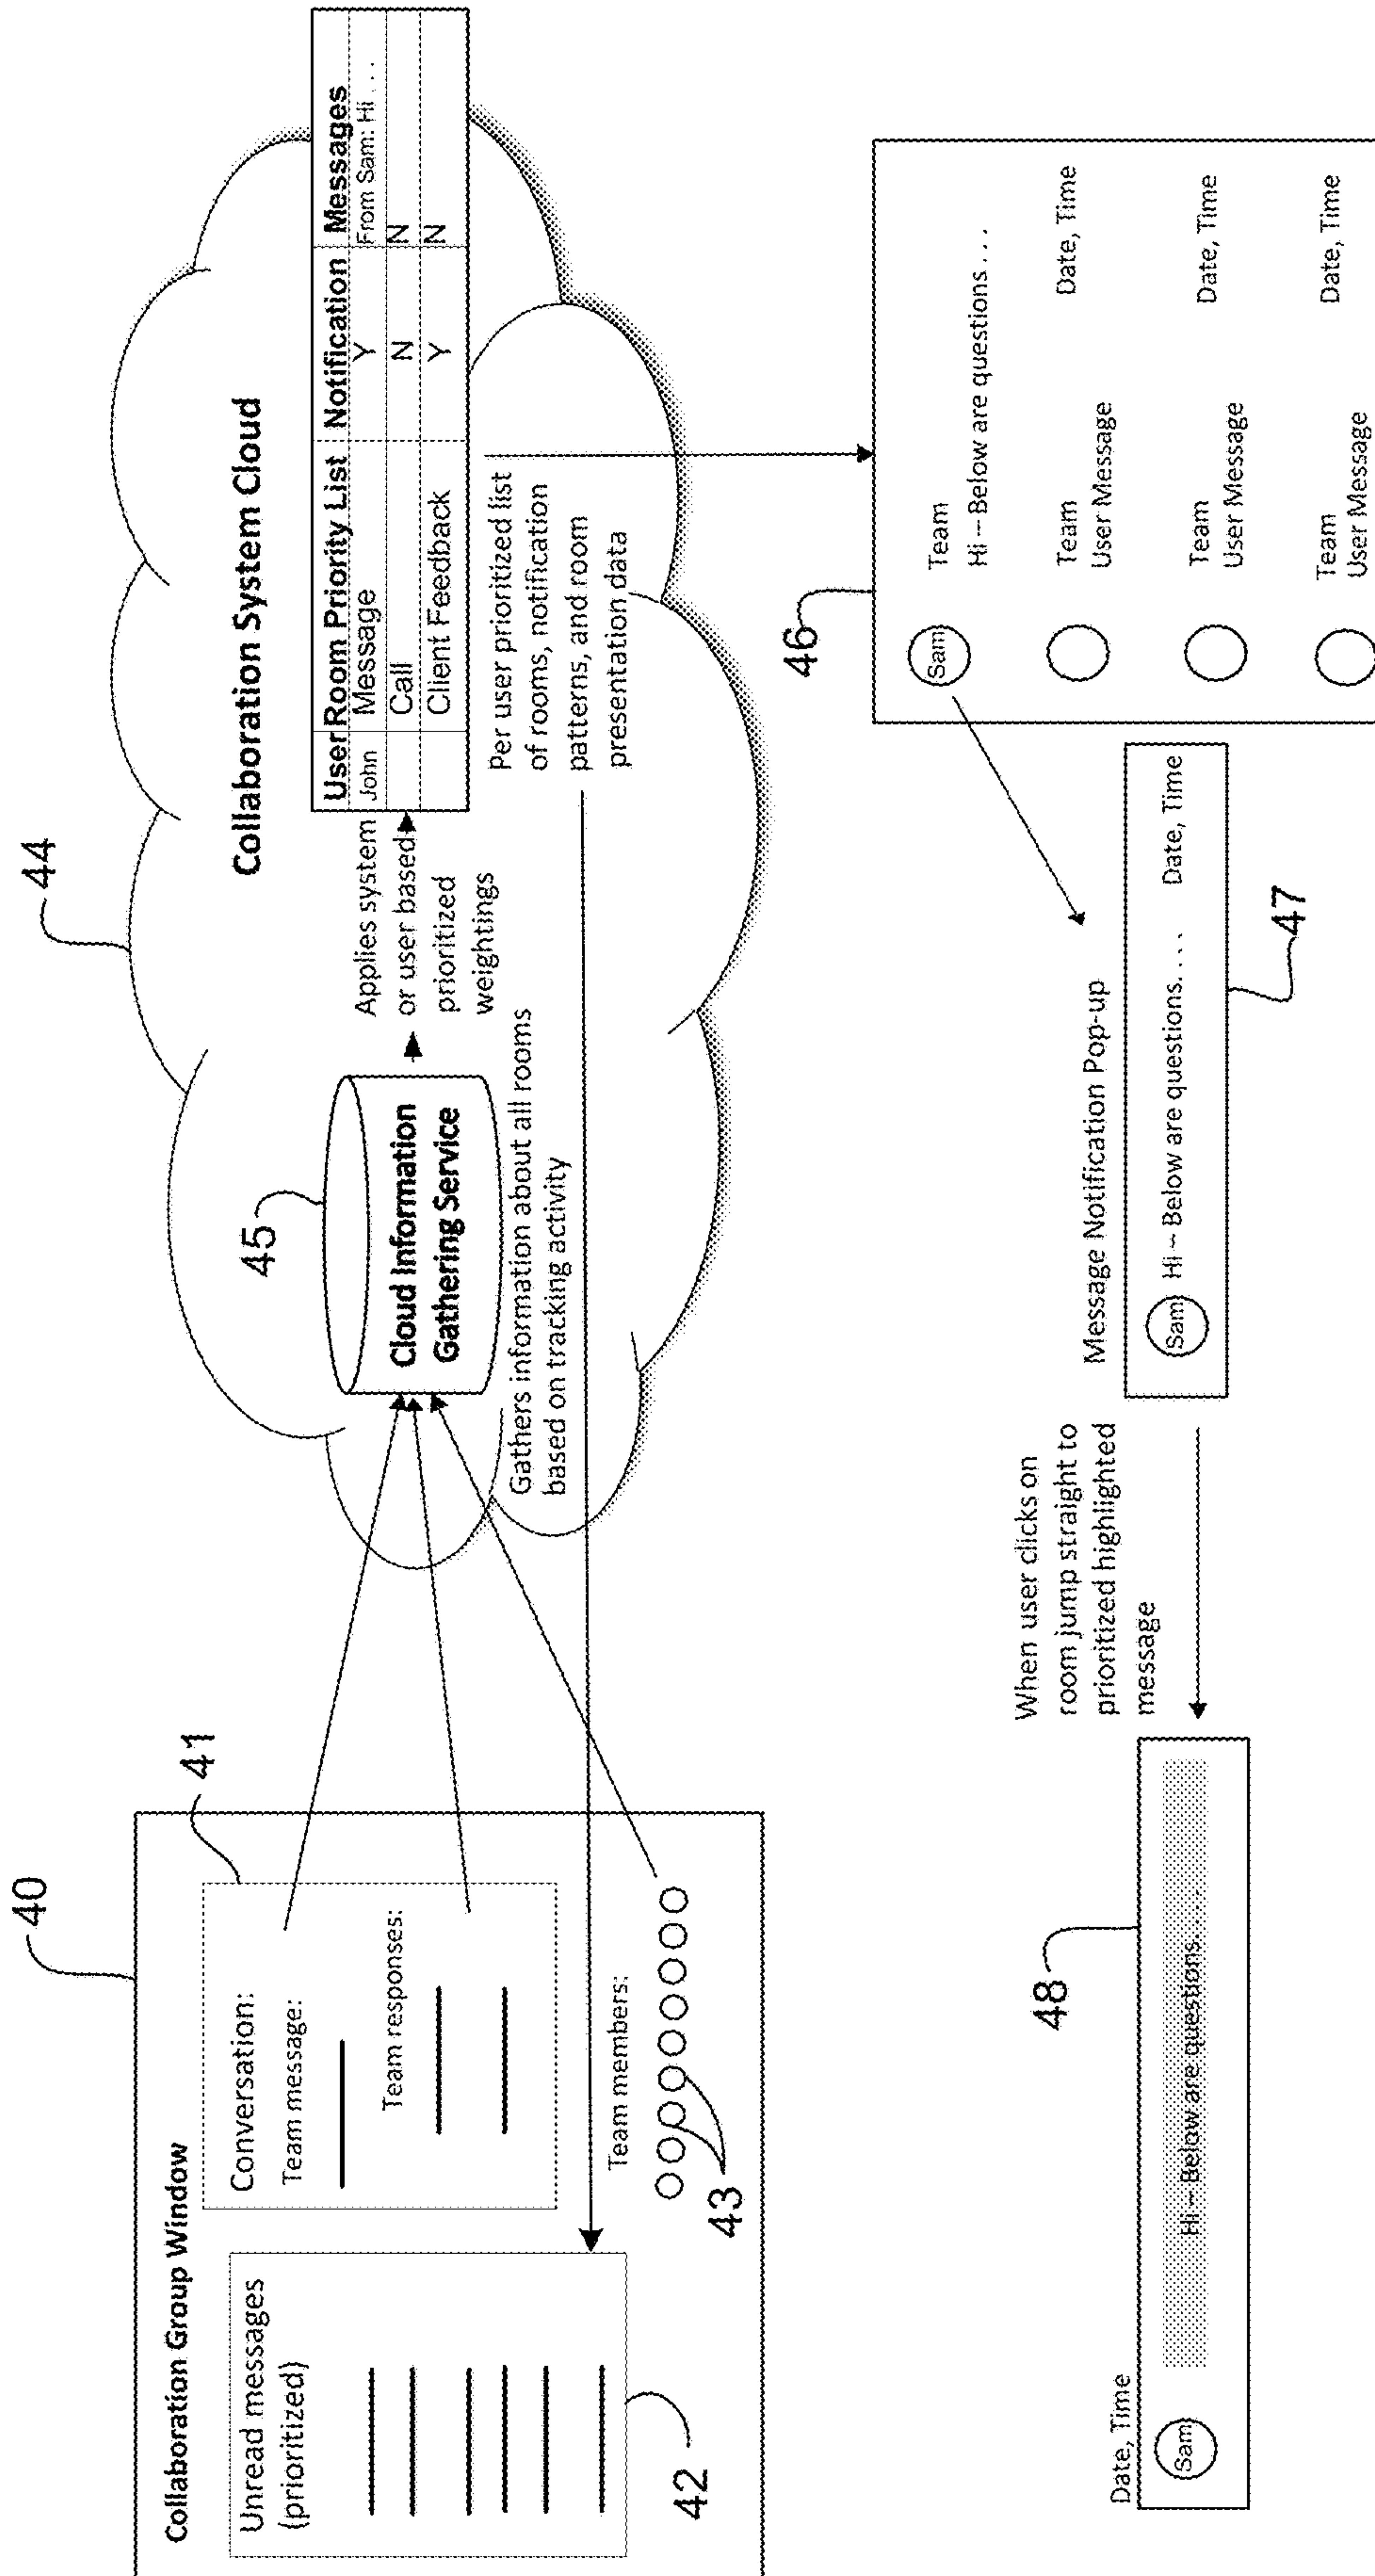 40
Collaboration Group Window
Unread messages
(prioritized)
42
41
Conversation:
Team message:
Team responses:
Team members:
43
44
Collaboration System Cloud
45
Cloud Information
Gathering Service
Gathers information about all rooms
based on tracking activity
Applies system
or user based
prioritized
weightings
User Room Priority List Notification Messages
John Message Y From Sam: Hi . . .
Call N N
Client Feedback Y N
Per user prioritized list
of rooms, notification
patterns, and room
presentation data
46
Sam Team
Hi – Below are questions . . .
Team
User Message Date, Time
Team
User Message Date, Time
Team
User Message Date, Time
Message Notification Pop-up
Sam Hi – Below are questions. . . . Date, Time
47
When user clicks on
room jump straight to
prioritized highlighted
message
48
Date, Time
Sam Hi – Below are questions. . . .